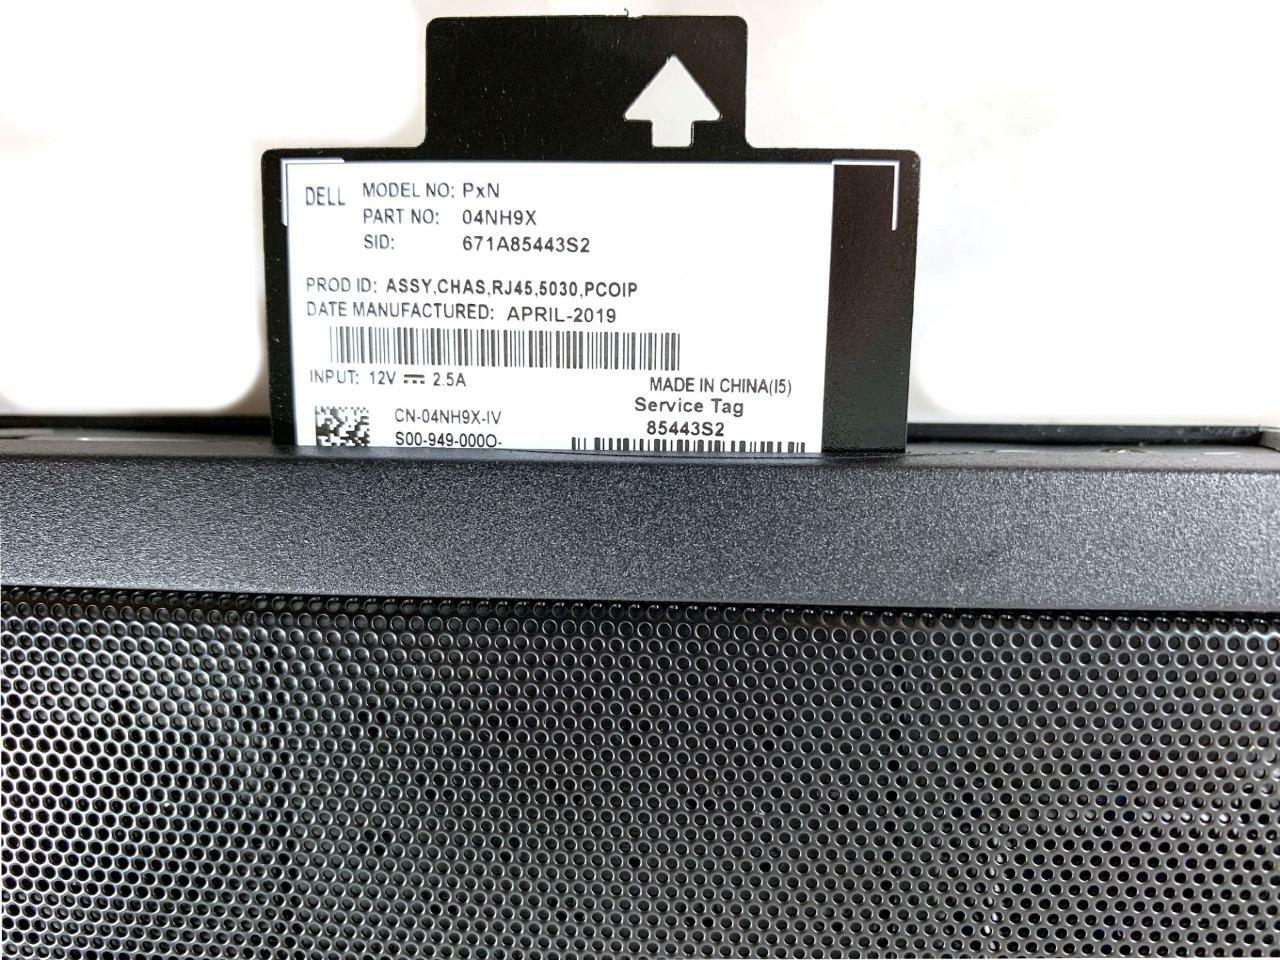 DELL MODEL NO: PxN
PART NO: 04NH9X
SID: 671A85443S2
PROD ID: ASSY,CHAS,RJ45,5030,PCOIP
DATE MANUFACTURED: APRIL-2019
INPUT: 12V ⎓ 2.5A
MADE IN CHINA(I5)
Service Tag
85443S2
CN-04NH9X-IV
S00-949-000O-